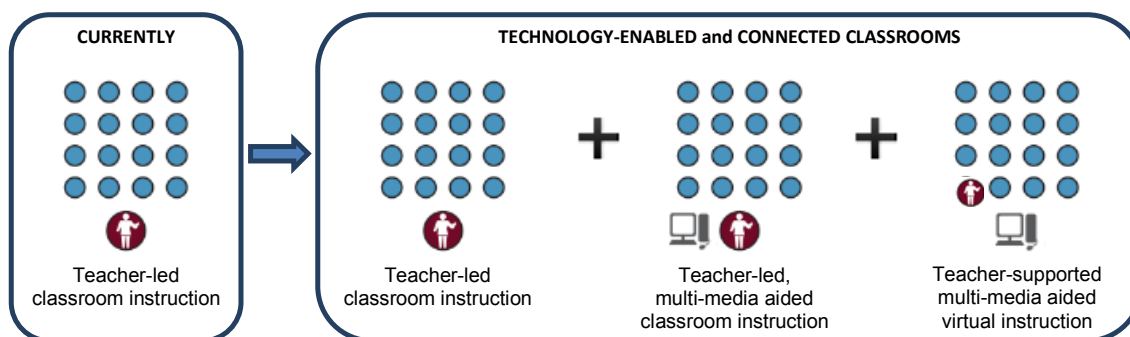 CURRENTLY
TECHNOLOGY-ENABLED and CONNECTED CLASSROOMS
Teacher-led
classroom instruction
Teacher-led
classroom instruction
Teacher-led,
multi-media aided
classroom instruction
Teacher-supported
multi-media aided
virtual instruction